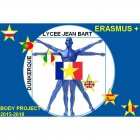 ERASMUS +
LYCEE JEAN BART
DUNKERQUE
BODY PROJECT
2015-2018